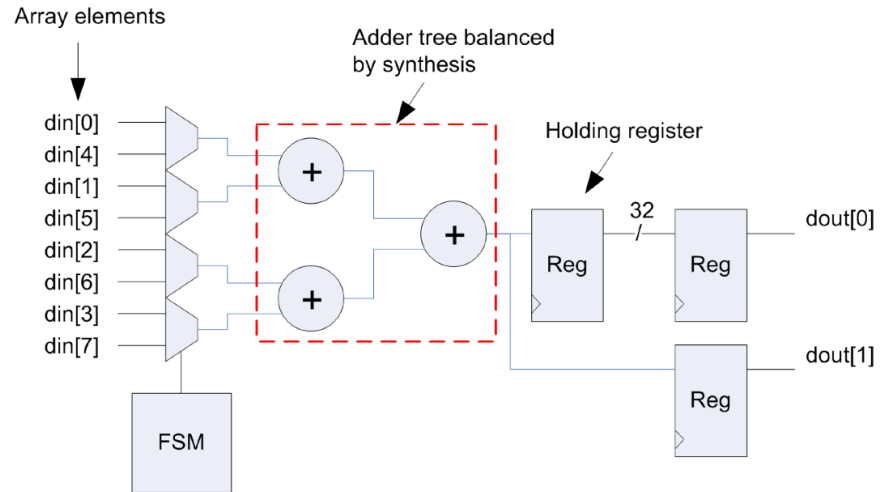 Array elements
Adder tree balanced
by synthesis
Holding register
din[0]
din[4]
din[1]
din[5]
din[2]
din[6]
din[3]
din[7]
+
+
+
32
Reg
Reg
dout[0]
Reg
dout[1]
FSM